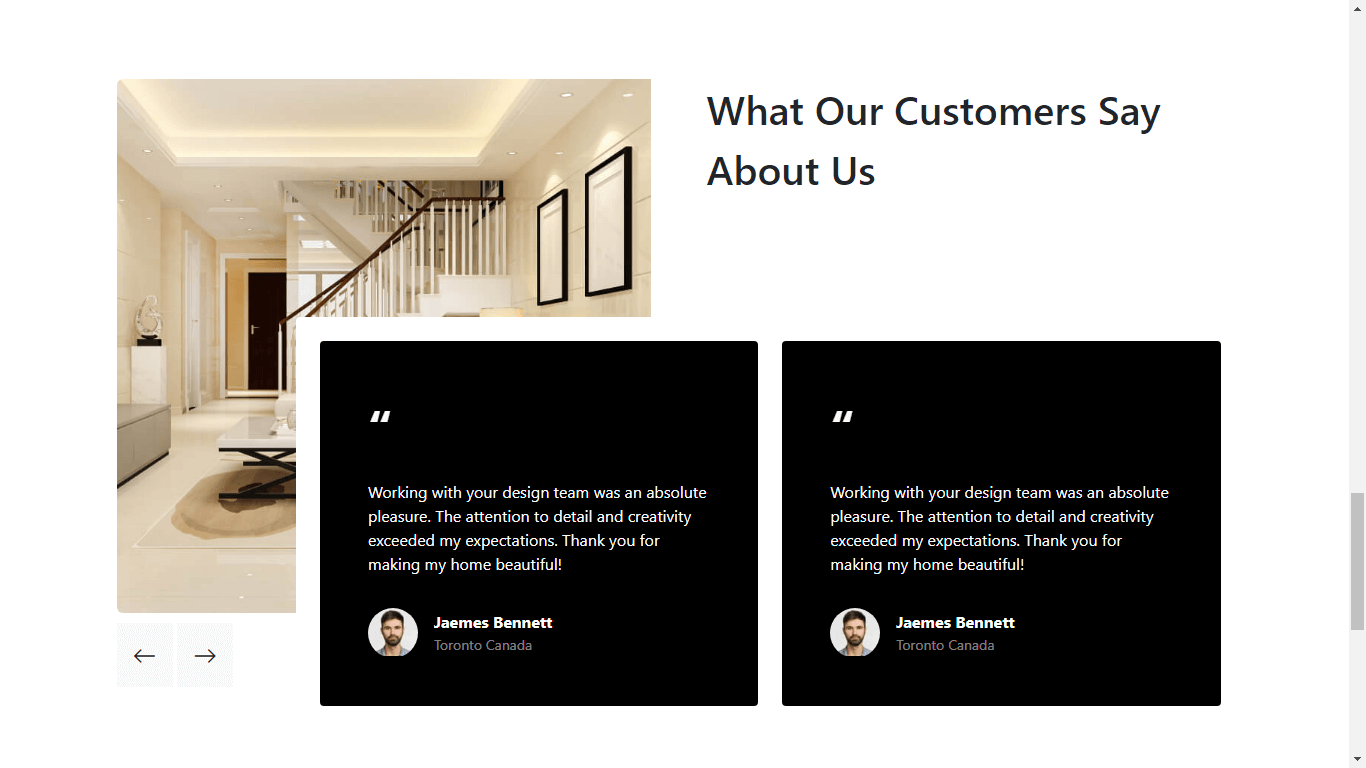 What Our Customers Say
About Us
“
Working with your design team was an absolute
pleasure. The attention to detail and creativity
exceeded my expectations. Thank you for
making my home beautiful!
Jaemes Bennett
Toronto Canada
“
Working with your design team was an absolute
pleasure. The attention to detail and creativity
exceeded my expectations. Thank you for
making my home beautiful!
Jaemes Bennett
Toronto Canada